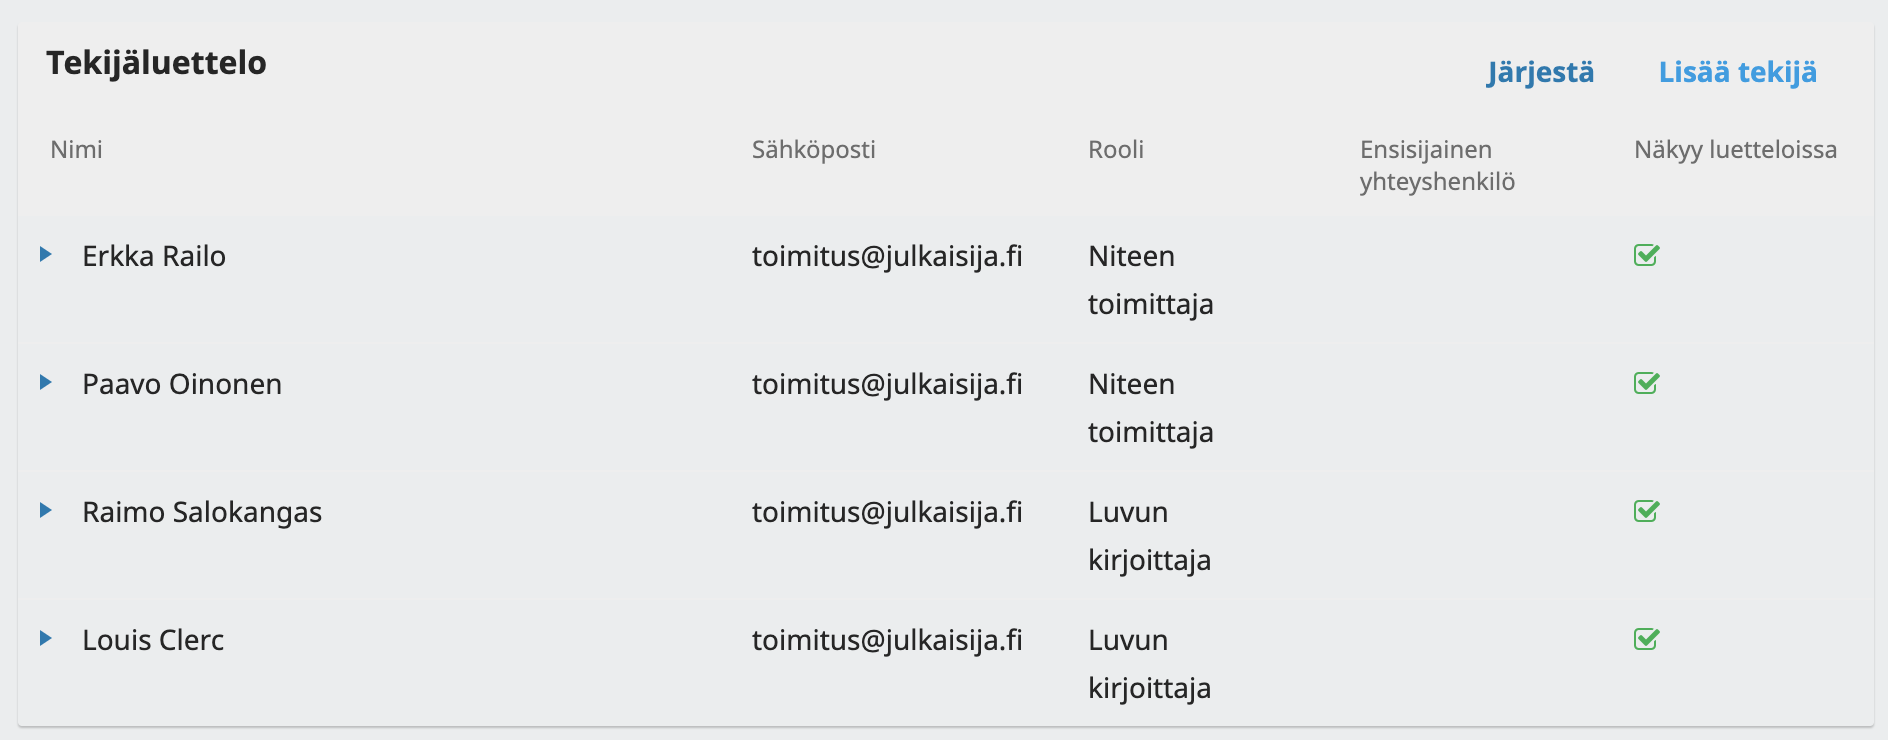 Tekijäluettelo
Järjestä Lisää tekijä
Nimi Sähköposti Rooli Ensisijainen yhteyshenkilö Näkyy luetteloissa
Erkka Railo toimitus@julkaisija.fi Niteen toimittaja
Paavo Oinonen toimitus@julkaisija.fi Niteen toimittaja
Raimo Salokangas toimitus@julkaisija.fi Luvun kirjoittaja
Louis Clerc toimitus@julkaisija.fi Luvun kirjoittaja